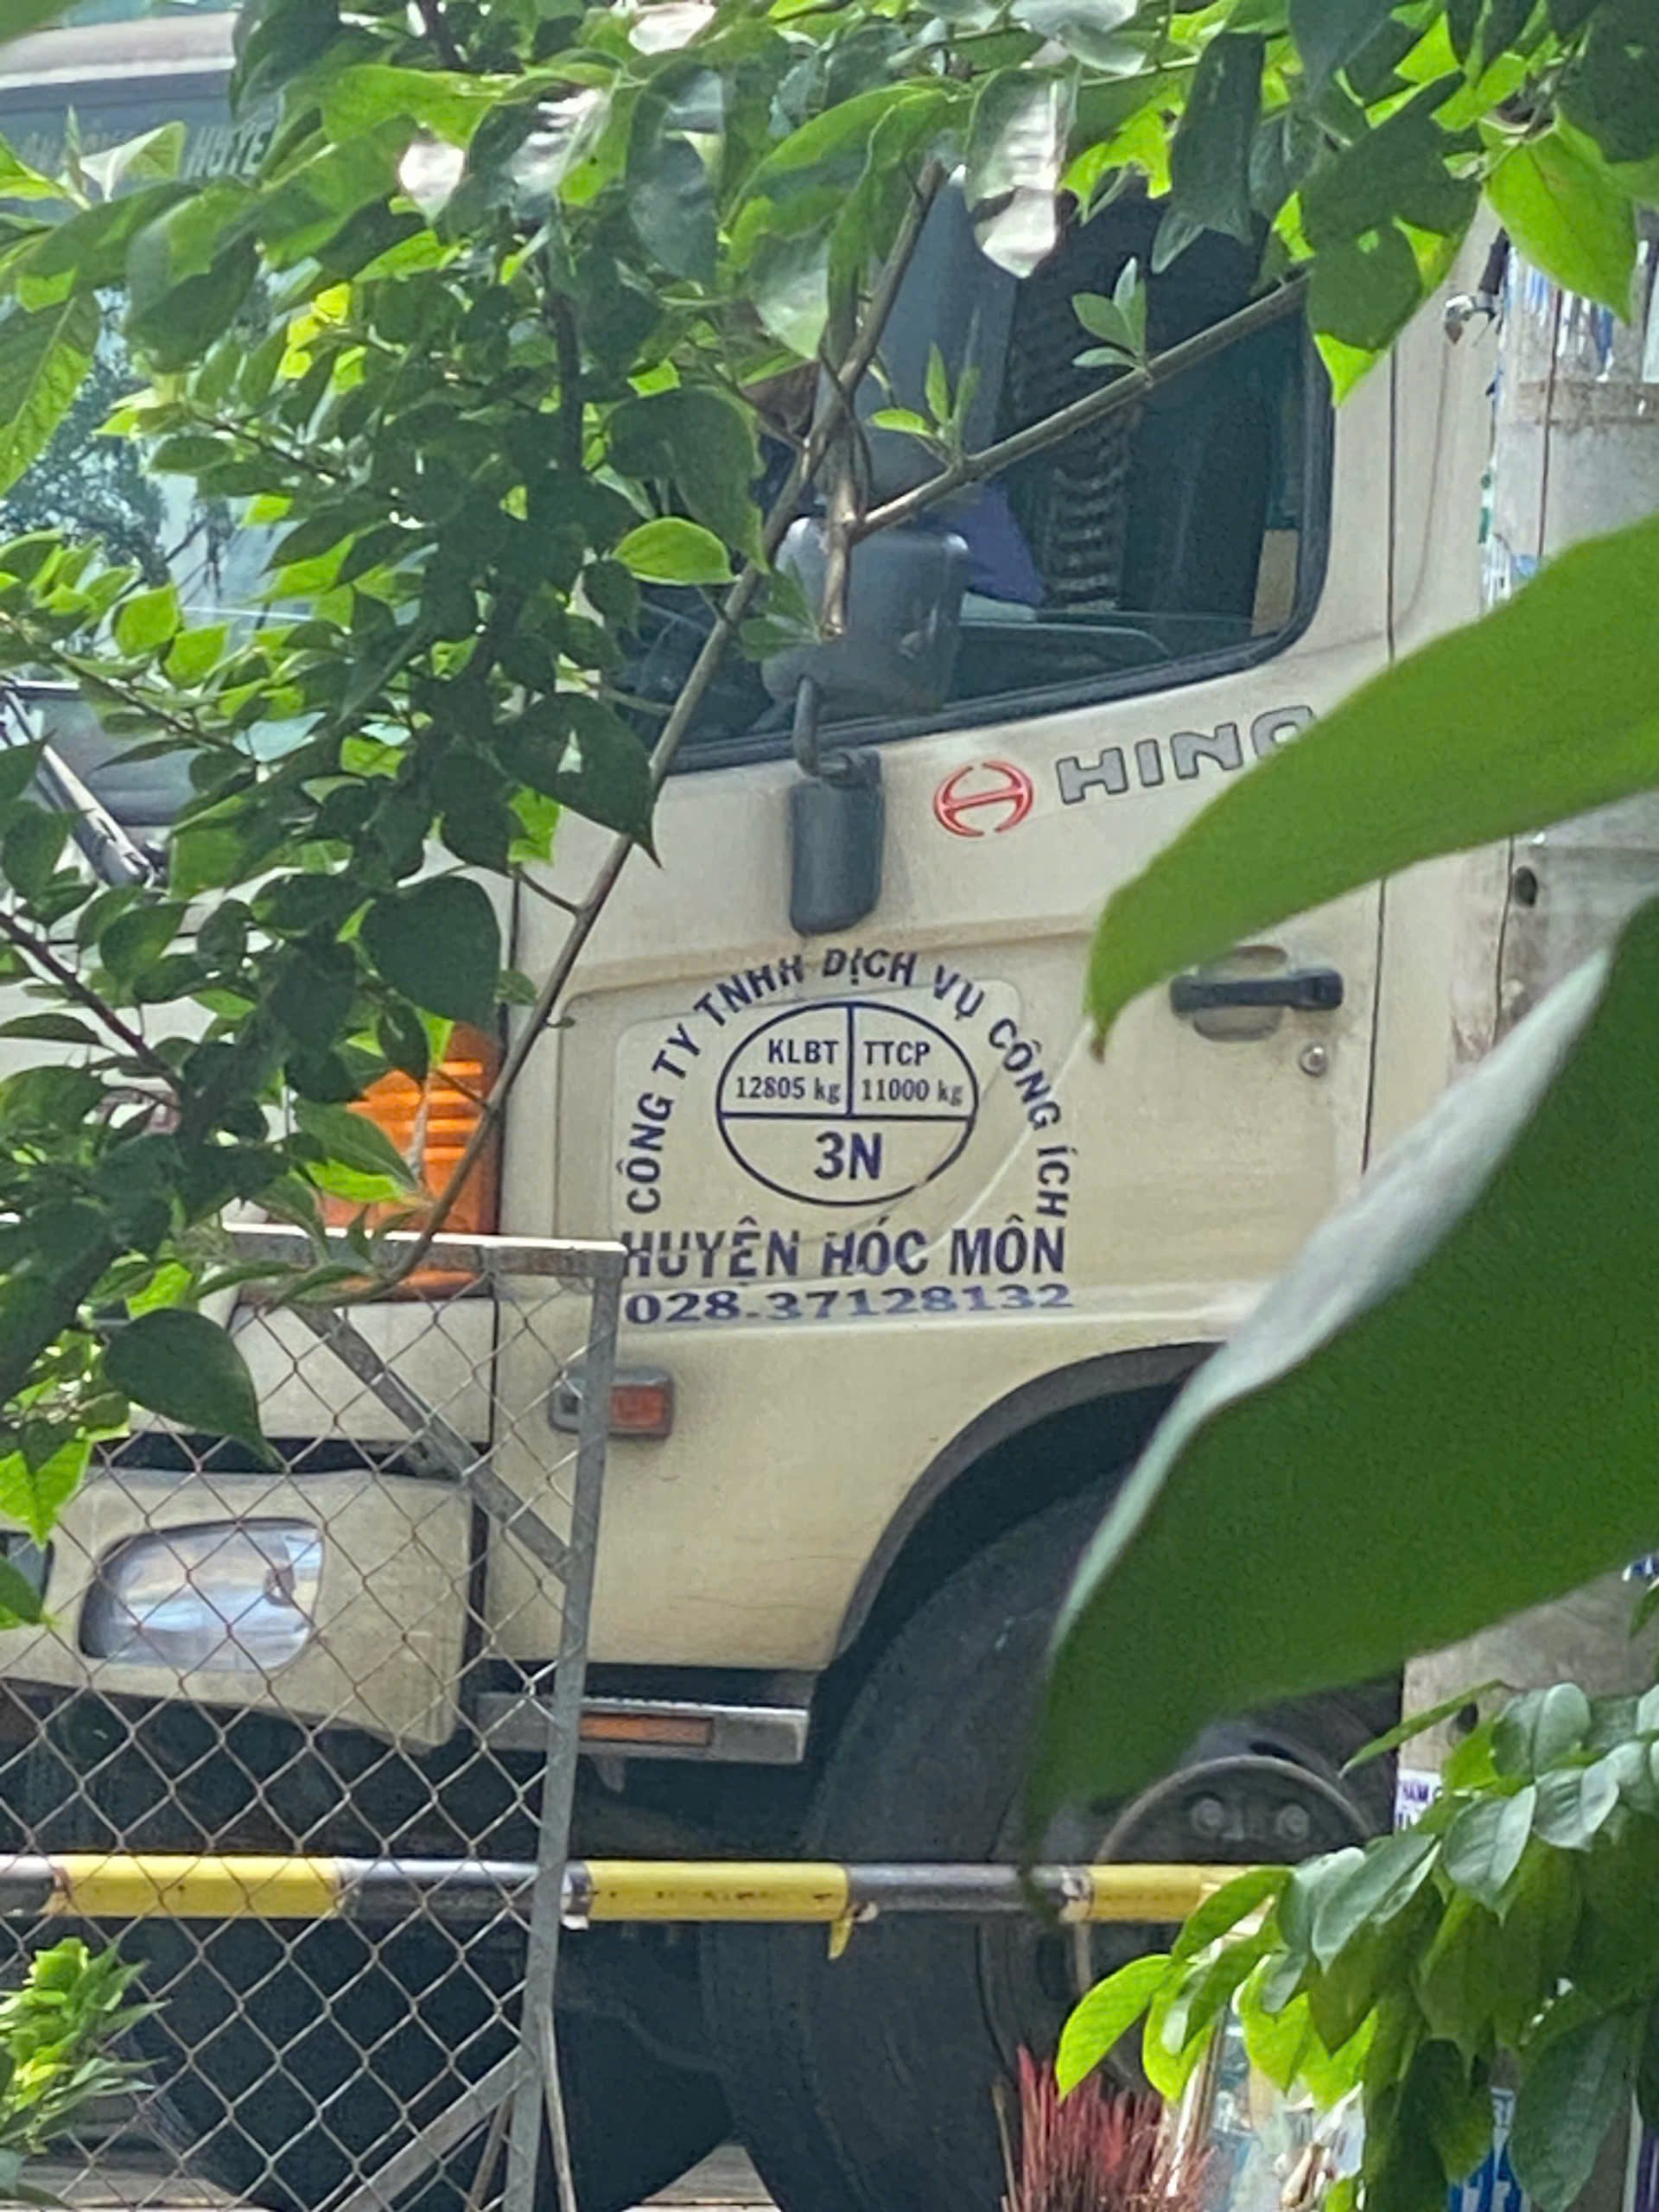 HINO
CÔNG TY TNHH DỊCH VỤ CÔNG ÍCH
KLBT TTCP
12805 kg 11000 kg
3N
HUYỆN HÓC MÔN
028.37128132